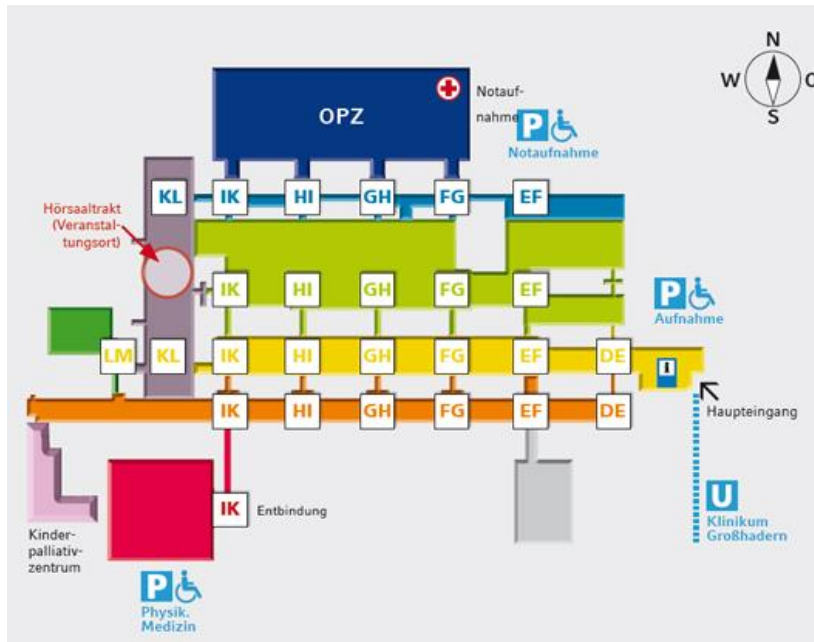 N
W
O
S
OPZ
Notauf-
nahme
P
Notaufnahme
KL
IK
HI
GH
FG
EF
Hörsaaltrakt
(Veranstal-
tungsort)
IK
HI
GH
FG
EF
P
Aufnahme
LM
KL
IK
HI
GH
FG
EF
DE
i
IK
HI
GH
FG
EF
DE
Haupteingang
U
Klinikum
Großhadern
IK
Entbindung
Kinder-
palliativ-
zentrum
P
Physik.
Medizin